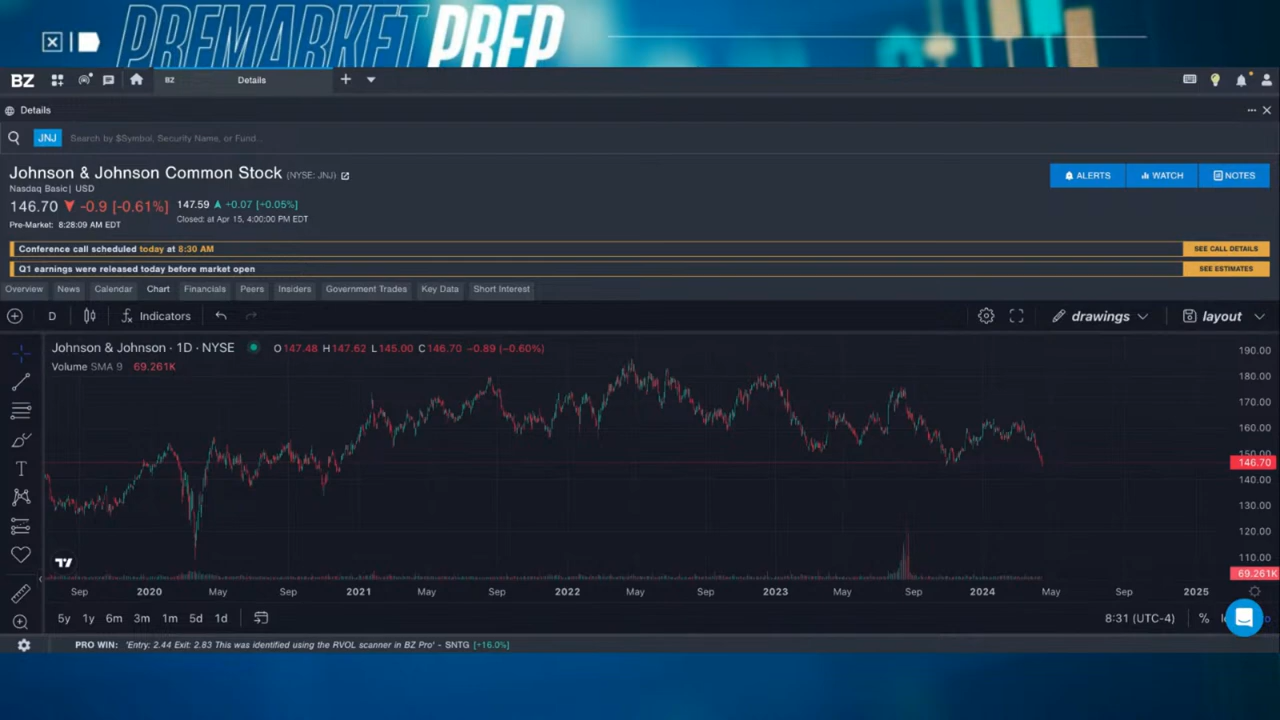 PREMARKET PREP
BZ
BZ Details
Details
JNJ Search by $Symbol, Security Name, or Fund...
Johnson & Johnson Common Stock (NYSE: JNJ)
Nasdaq Basic | USD
146.70 ▼ -0.9 [-0.61%] 147.59 ▲ +0.07 [+0.05%]
Pre-Market: 8:28:09 AM EDT Closed: at Apr 15, 4:00:00 PM EDT
ALERTS WATCH NOTES
Conference call scheduled today at 8:30 AM SEE CALL DETAILS
Q1 earnings were released today before market open SEE ESTIMATES
Overview News Calendar Chart Financials Peers Insiders Government Trades Key Data Short Interest
D Indicators drawings layout
Johnson & Johnson · 1D · NYSE O147.48 H147.62 L145.00 C146.70 −0.89 (−0.60%)
Volume SMA 9 69.261K
190.00
180.00
170.00
160.00
150.00
146.70
140.00
130.00
120.00
110.00
69.261K
Sep 2020 May Sep 2021 May Sep 2022 May Sep 2023 May Sep 2024 May Sep 2025
5y 1y 6m 3m 1m 5d 1d 8:31 (UTC-4) %
PRO WIN: 'Entry: 2.44 Exit: 2.83 This was identified using the RVOL scanner in BZ Pro' - SNTG [+16.0%]